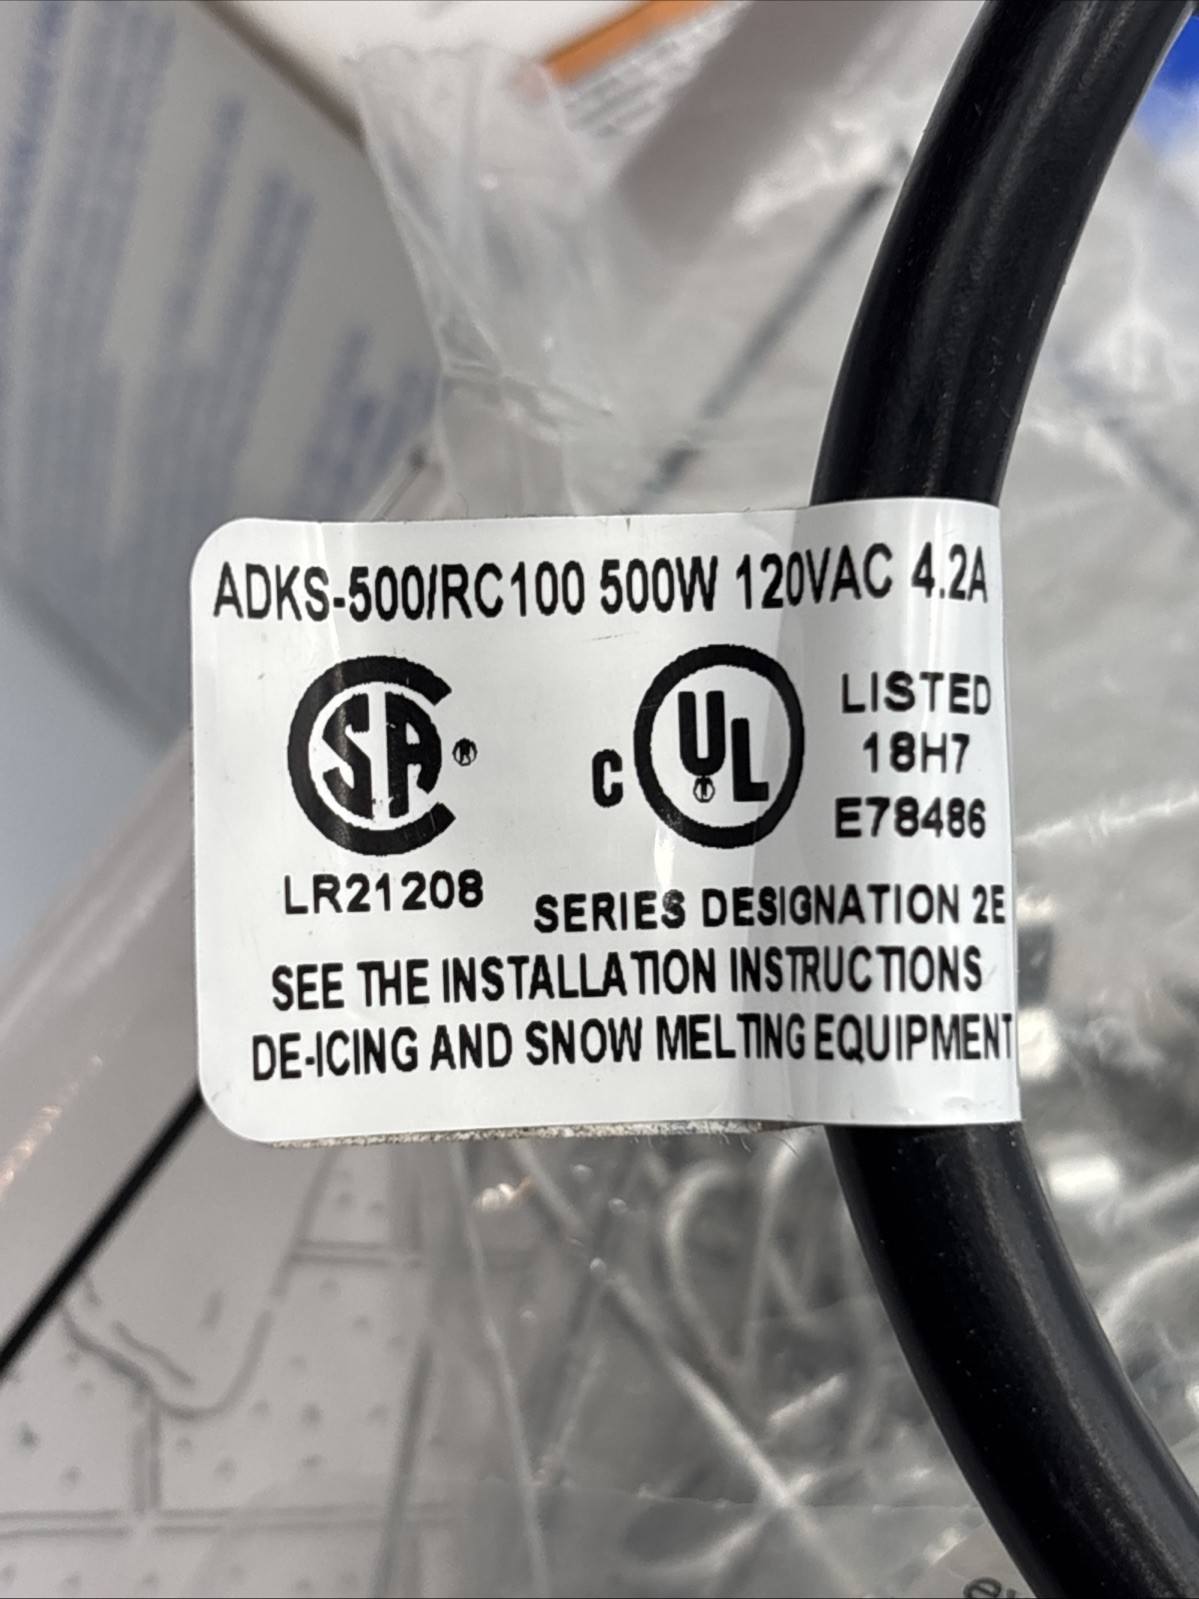 ADKS-500/RC100 500W 120VAC 4.2A
SA ®
C UL ®
LISTED
18H7
E78486
LR21208
SERIES DESIGNATION 2E
SEE THE INSTALLATION INSTRUCTIONS
DE-ICING AND SNOW MELTING EQUIPMENT